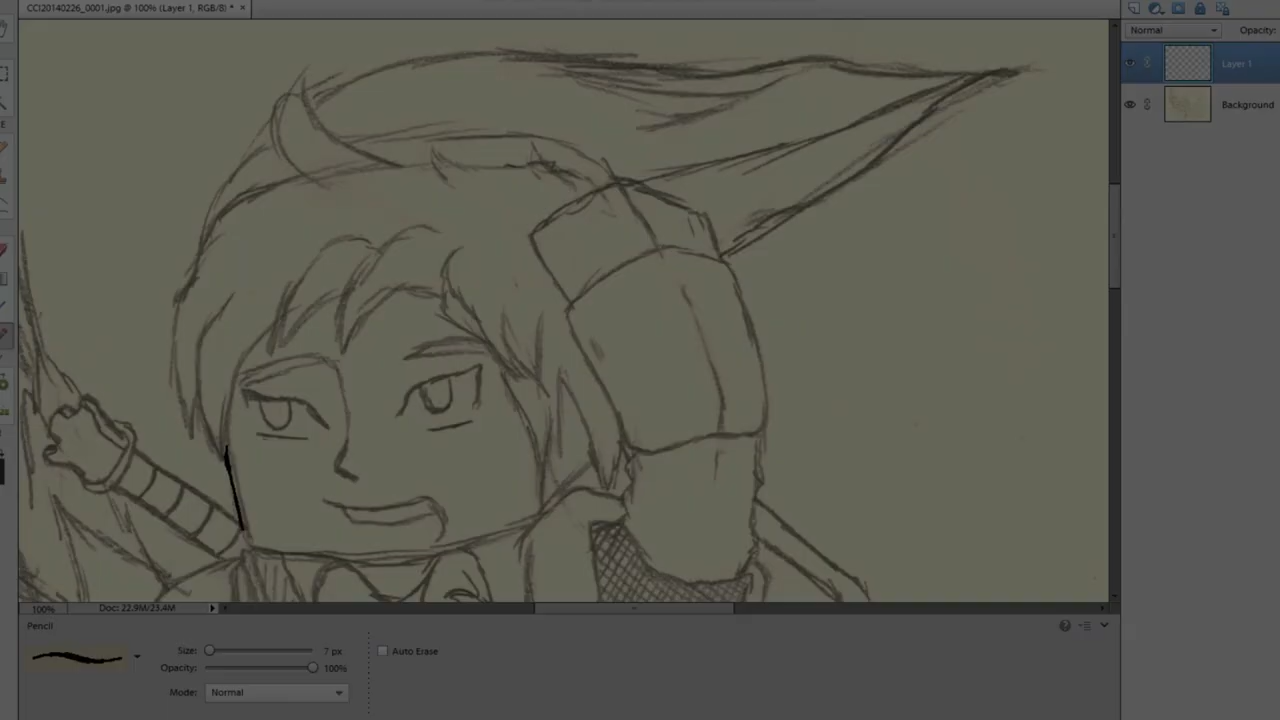 CCI20140226_0001.jpg @ 100% (Layer 1, RGB/8) * ×
Normal
Opacity:
Layer 1
Background
100%
Doc: 22.9M/23.4M
Pencil
Size:
7 px
Auto Erase
Opacity:
100%
Mode:
Normal